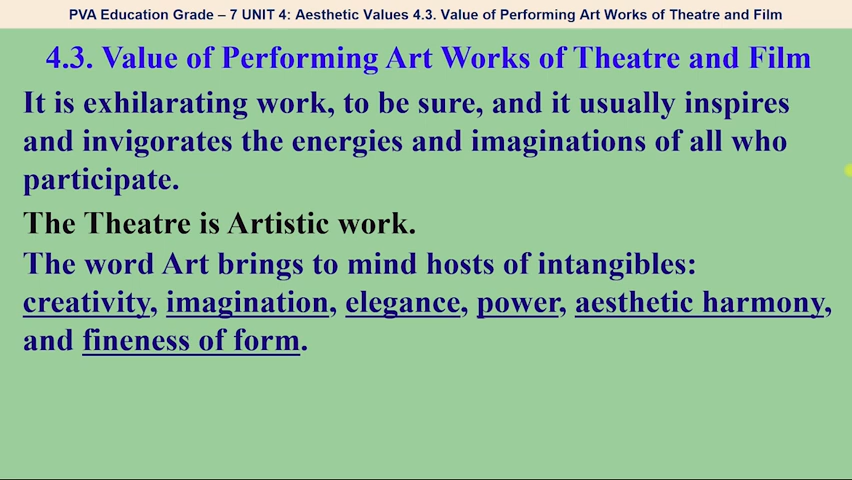 PVA Education Grade – 7 UNIT 4: Aesthetic Values 4.3. Value of Performing Art Works of Theatre and Film
4.3. Value of Performing Art Works of Theatre and Film
It is exhilarating work, to be sure, and it usually inspires
and invigorates the energies and imaginations of all who
participate.
The Theatre is Artistic work.
The word Art brings to mind hosts of intangibles:
creativity, imagination, elegance, power, aesthetic harmony,
and fineness of form.